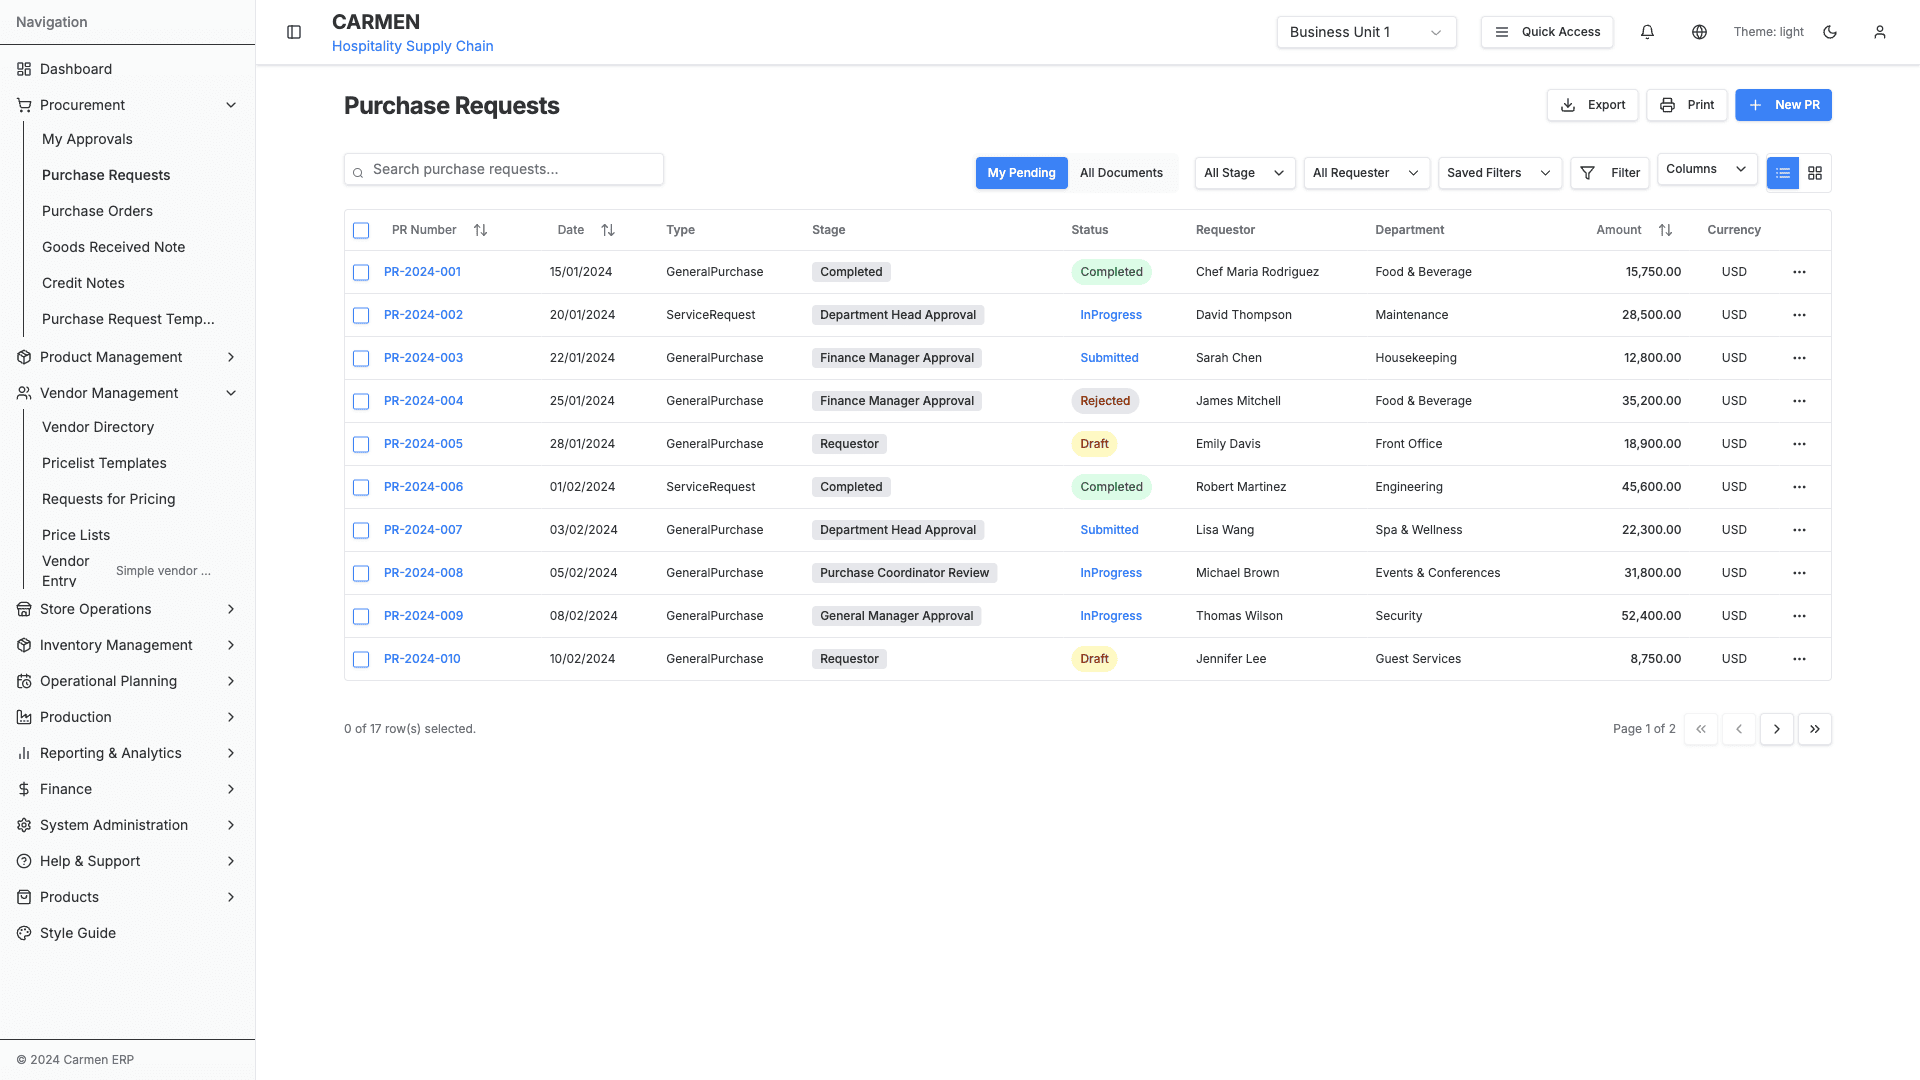 Navigation
Dashboard
Procurement
My Approvals
Purchase Requests
Purchase Orders
Goods Received Note
Credit Notes
Purchase Request Temp...
Product Management
Vendor Management
Vendor Directory
Pricelist Templates
Requests for Pricing
Price Lists
Vendor Entry Simple vendor ...
Store Operations
Inventory Management
Operational Planning
Production
Reporting & Analytics
Finance
System Administration
Help & Support
Products
Style Guide
© 2024 Carmen ERP
CARMEN
Hospitality Supply Chain
Business Unit 1 Quick Access Theme: light
Purchase Requests
Export Print New PR
Search purchase requests...
My Pending All Documents All Stage All Requester Saved Filters Filter Columns
PR Number Date Type Stage Status Requestor Department Amount Currency
PR-2024-001 15/01/2024 GeneralPurchase Completed Completed Chef Maria Rodriguez Food & Beverage 15,750.00 USD
PR-2024-002 20/01/2024 ServiceRequest Department Head Approval InProgress David Thompson Maintenance 28,500.00 USD
PR-2024-003 22/01/2024 GeneralPurchase Finance Manager Approval Submitted Sarah Chen Housekeeping 12,800.00 USD
PR-2024-004 25/01/2024 GeneralPurchase Finance Manager Approval Rejected James Mitchell Food & Beverage 35,200.00 USD
PR-2024-005 28/01/2024 GeneralPurchase Requestor Draft Emily Davis Front Office 18,900.00 USD
PR-2024-006 01/02/2024 ServiceRequest Completed Completed Robert Martinez Engineering 45,600.00 USD
PR-2024-007 03/02/2024 GeneralPurchase Department Head Approval Submitted Lisa Wang Spa & Wellness 22,300.00 USD
PR-2024-008 05/02/2024 GeneralPurchase Purchase Coordinator Review InProgress Michael Brown Events & Conferences 31,800.00 USD
PR-2024-009 08/02/2024 GeneralPurchase General Manager Approval InProgress Thomas Wilson Security 52,400.00 USD
PR-2024-010 10/02/2024 GeneralPurchase Requestor Draft Jennifer Lee Guest Services 8,750.00 USD
0 of 17 row(s) selected.
Page 1 of 2